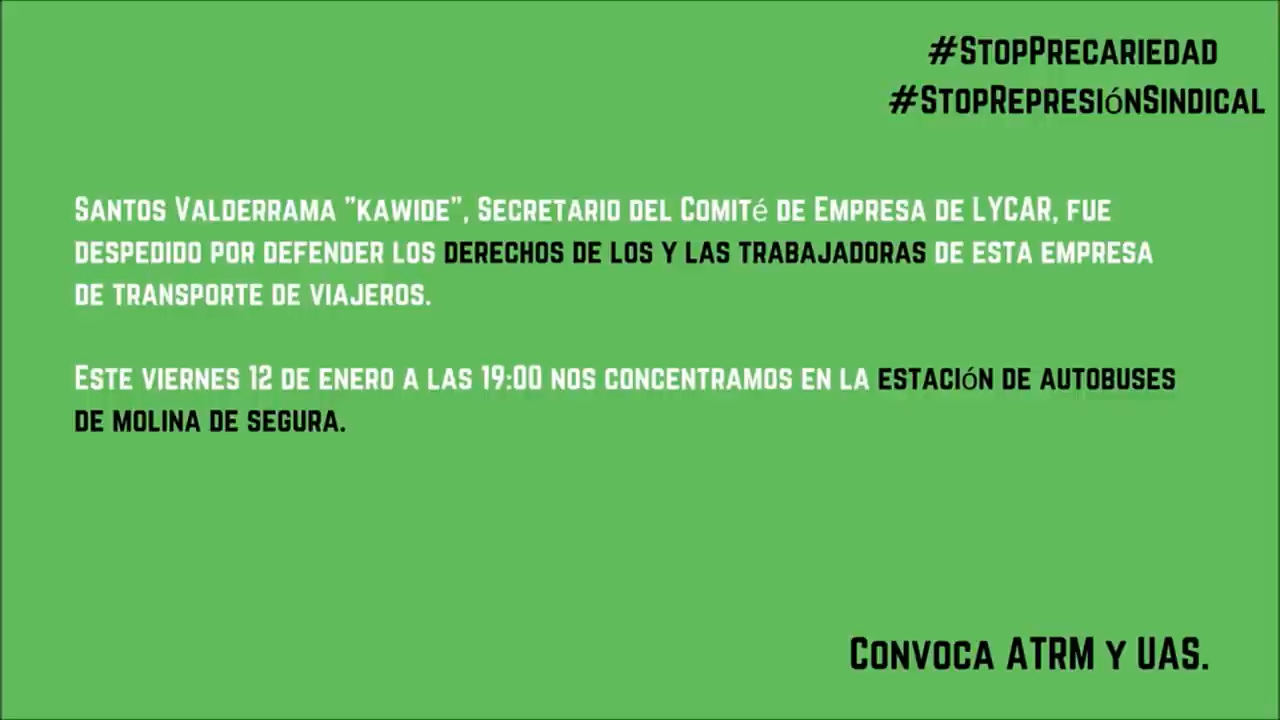 #StopPrecariedad
#StopRepresiónSindical
Santos Valderrama "kawide", Secretario del Comité de Empresa de LYCAR, fue
despedido por defender los derechos de los y las trabajadoras de esta empresa
de transporte de viajeros.
Este viernes 12 de enero a las 19:00 nos concentramos en la estación de autobuses
de molina de segura.
Convoca ATRM y UAS.